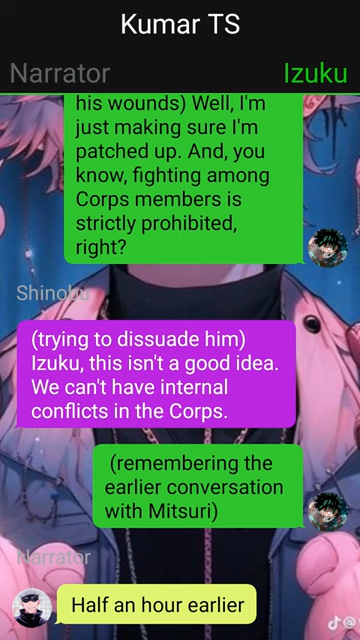 Kumar TS
Narrator
Izuku
his wounds) Well, I'm
just making sure I'm
patched up. And, you
know, fighting among
Corps members is
strictly prohibited,
right?
Shinobu
(trying to dissuade him)
Izuku, this isn't a good idea.
We can't have internal
conflicts in the Corps.
(remembering the
earlier conversation
with Mitsuri)
Narrator
Half an hour earlier
@